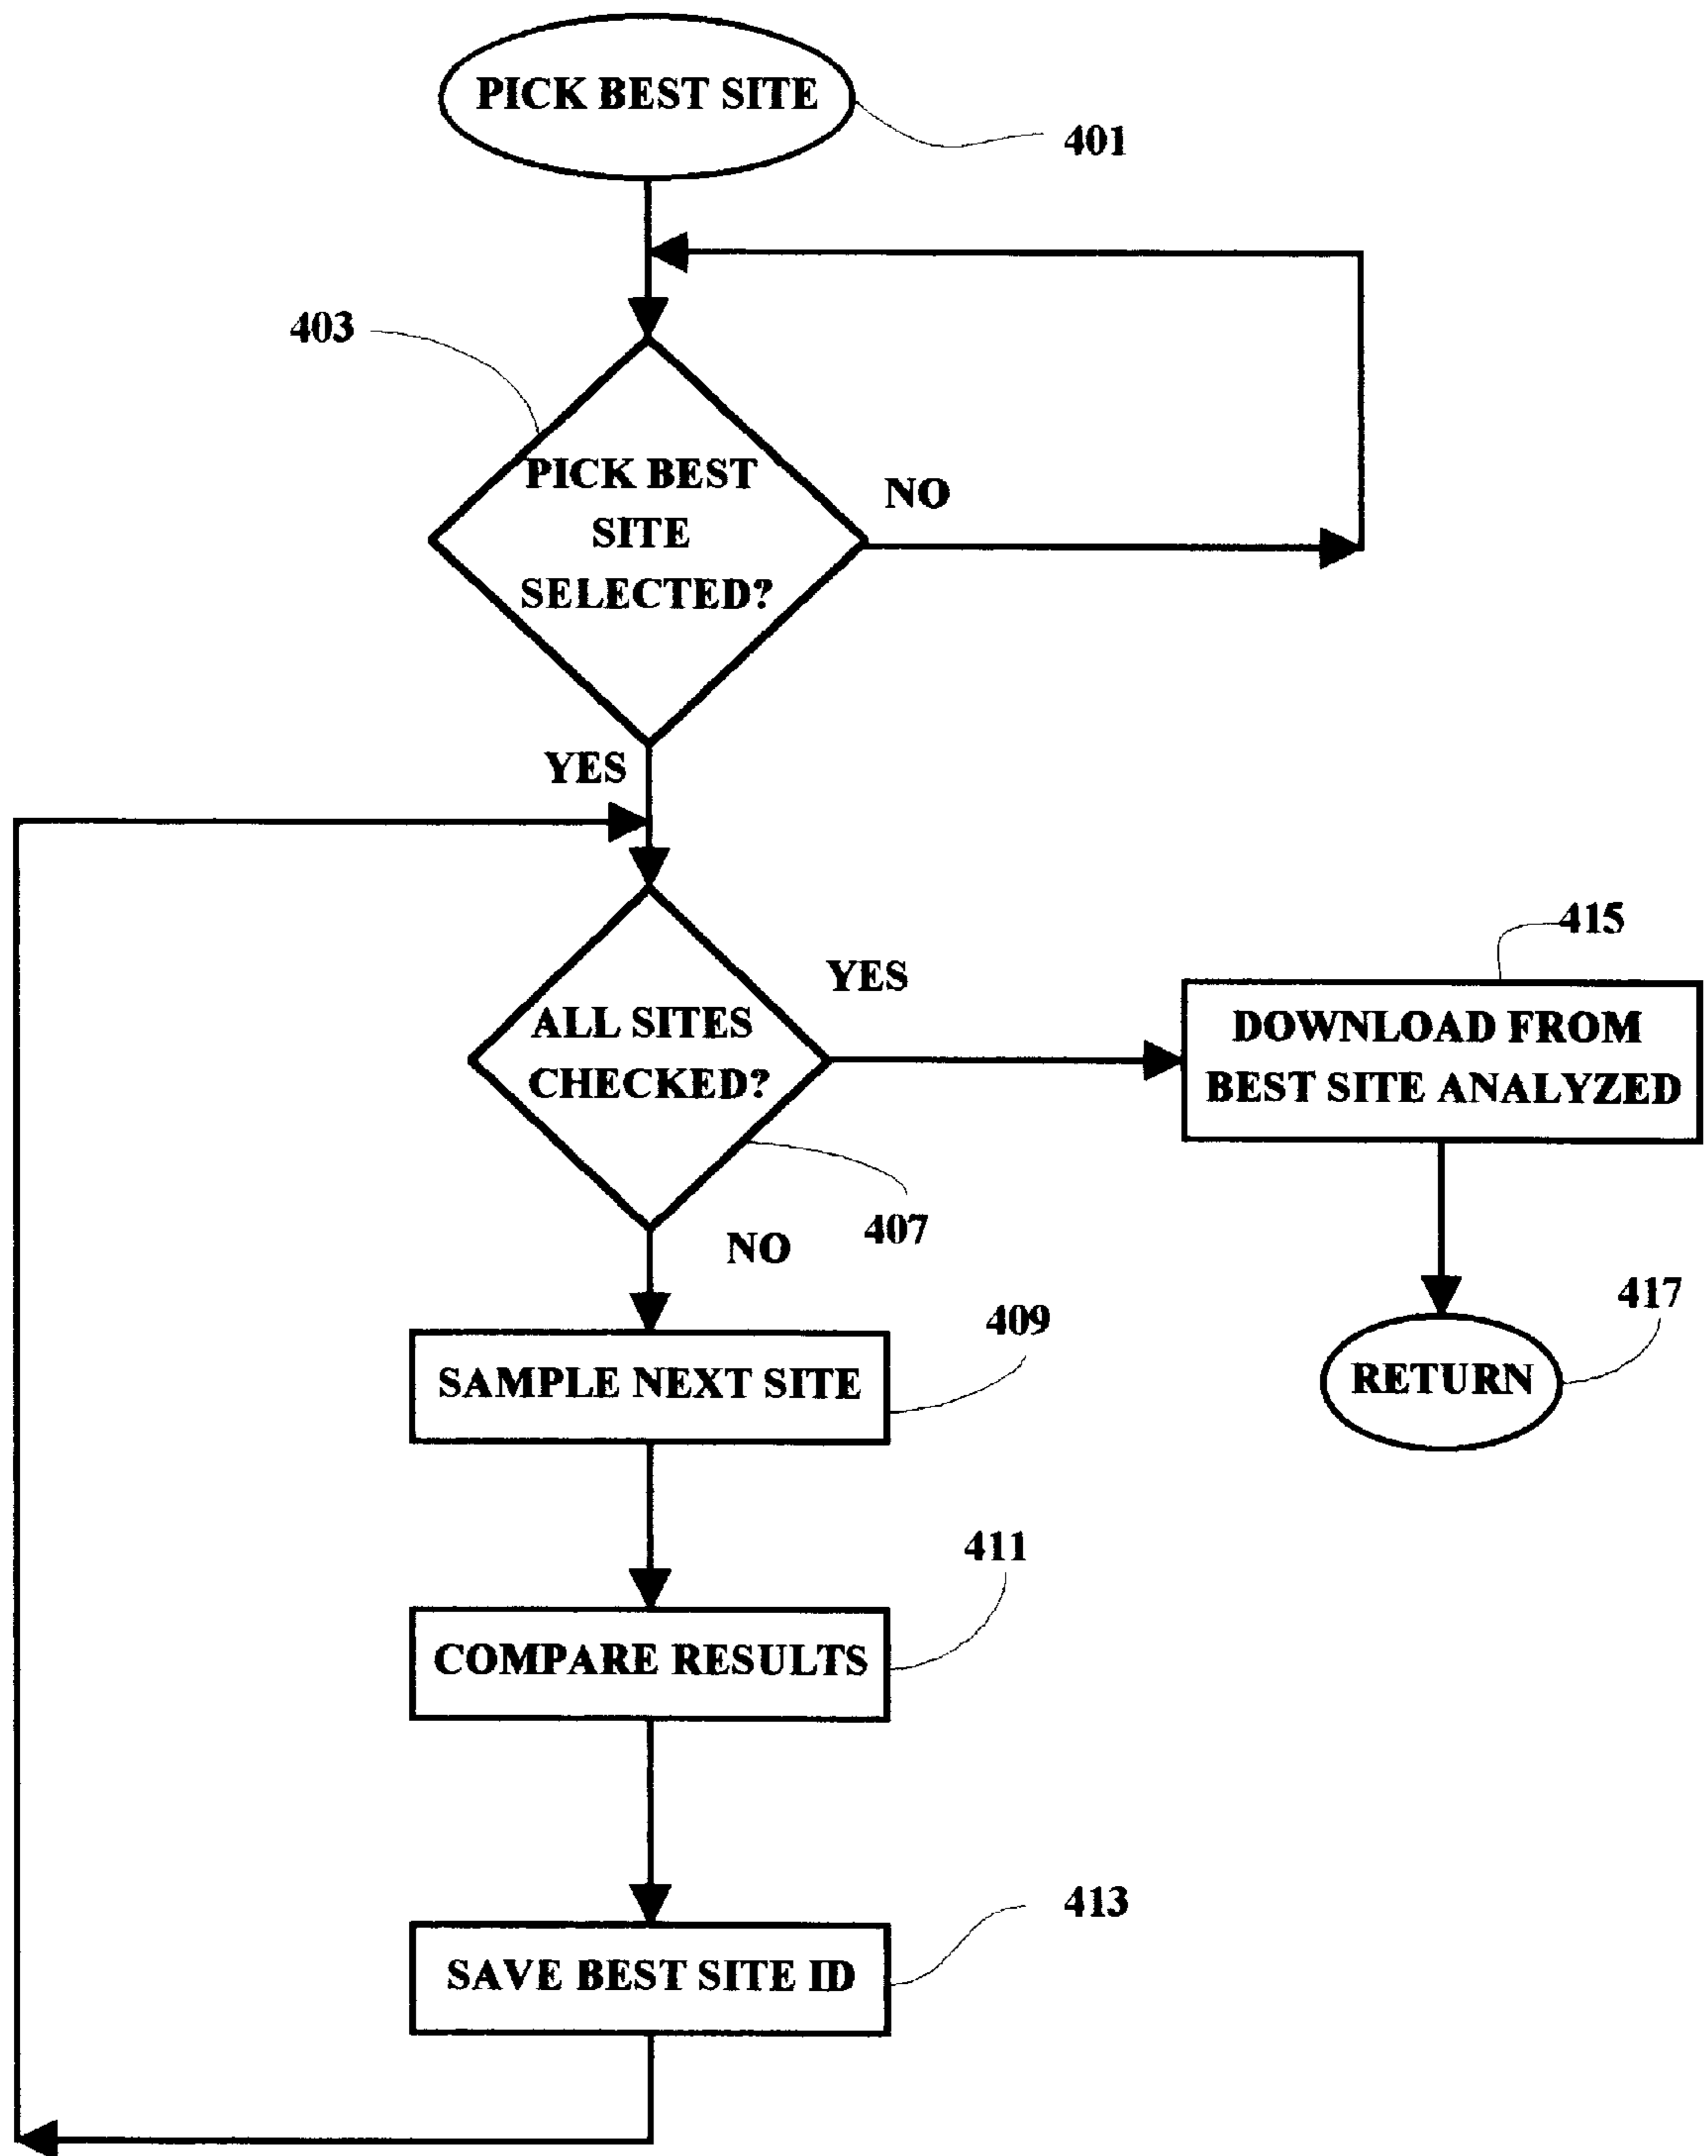 PICK BEST SITE
401
403
PICK BEST
SITE
SELECTED?
NO
YES
ALL SITES
CHECKED?
YES
407
NO
415
DOWNLOAD FROM
BEST SITE ANALYZED
417
RETURN
409
SAMPLE NEXT SITE
411
COMPARE RESULTS
413
SAVE BEST SITE ID